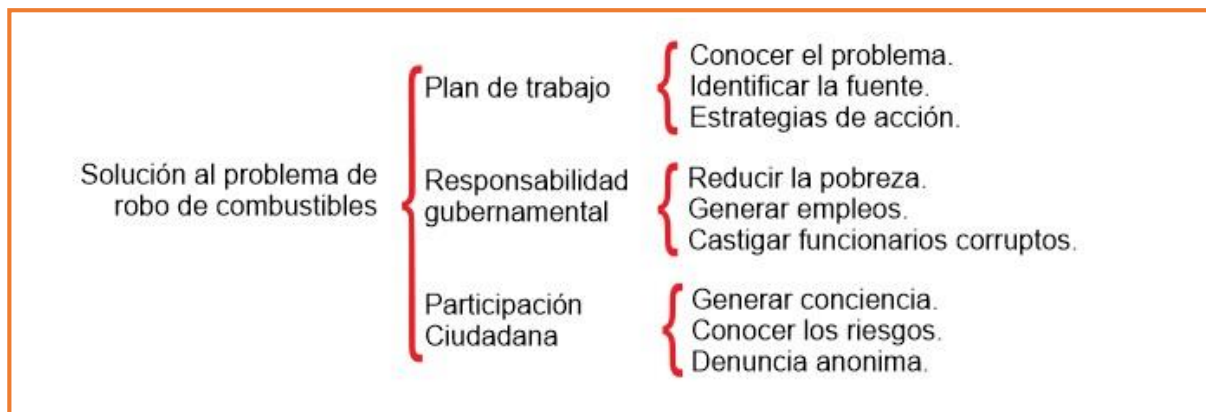 Solución al problema de
robo de combustibles
Plan de trabajo
Conocer el problema.
Identificar la fuente.
Estrategias de acción.
Responsabilidad
gubernamental
Reducir la pobreza.
Generar empleos.
Castigar funcionarios corruptos.
Participación
Ciudadana
Generar conciencia.
Conocer los riesgos.
Denuncia anonima.